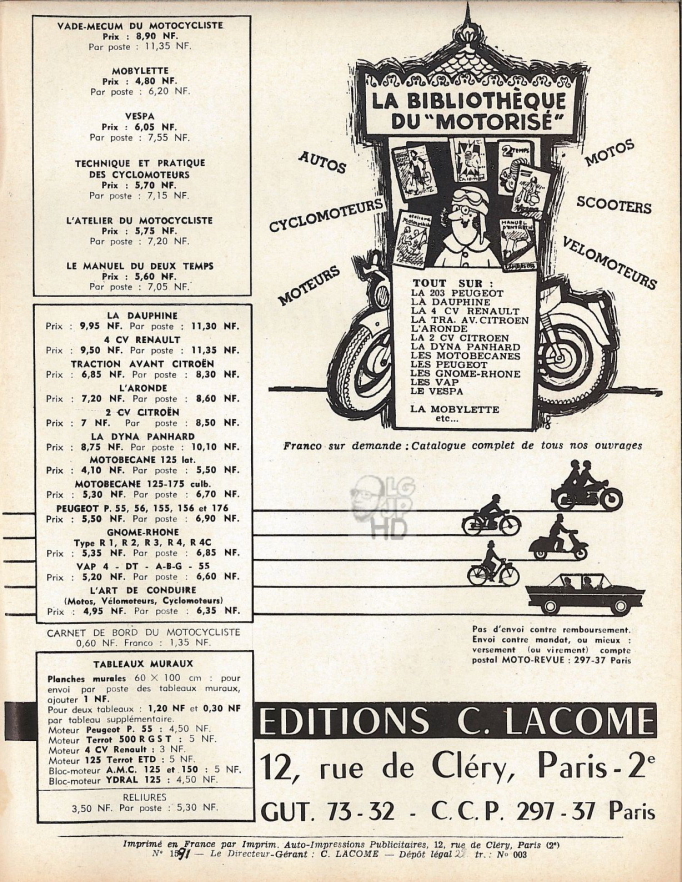 VADE-MECUM DU MOTOCYCLISTE
Prix : 8,90 NF.
Par poste : 11,35 NF.
MOBYLETTE
Prix : 4,80 NF.
Par poste : 6,20 NF.
VESPA
Prix : 6,05 NF.
Par poste : 7,55 NF.
TECHNIQUE ET PRATIQUE
DES CYCLOMOTEURS
Prix : 5,70 NF.
Par poste : 7,15 NF.
L'ATELIER DU MOTOCYCLISTE
Prix : 5,75 NF.
Par poste : 7,20 NF.
LE MANUEL DU DEUX TEMPS
Prix : 5,60 NF.
Par poste : 7,05 NF.
LA DAUPHINE
Prix : 9,95 NF. Par poste : 11,30 NF.
4 CV RENAULT
Prix : 9,50 NF. Par poste : 11,35 NF.
TRACTION AVANT CITROËN
Prix : 6,85 NF. Par poste : 8,30 NF.
L'ARONDE
Prix : 7,20 NF. Par poste : 8,60 NF.
2 CV CITROËN
Prix : 7 NF. Par poste : 8,50 NF.
LA DYNA PANHARD
Prix : 8,75 NF. Par poste : 10,10 NF.
MOTOBECANE 125 lat.
Prix : 4,10 NF. Par poste : 5,50 NF.
MOTOBECANE 125-175 culb.
Prix : 5,30 NF. Par poste : 6,70 NF.
PEUGEOT P. 55, 56, 155, 156 et 176
Prix : 5,50 NF. Par poste : 6,90 NF.
GNOME-RHONE
Type R 1, R 2, R 3, R 4, R 4C
Prix : 5,35 NF. Par poste : 6,85 NF.
VAP 4 - DT - A-B-G - 55
Prix : 5,20 NF. Par poste : 6,60 NF.
L'ART DE CONDUIRE
(Motos, Vélomoteurs, Cyclomoteurs)
Prix : 4,95 NF. Par poste : 6,35 NF.
CARNET DE BORD DU MOTOCYCLISTE
0,60 NF. Franco : 1,35 NF.
TABLEAUX MURAUX
Planches murales 60 X 100 cm : pour
envoi par poste des tableaux muraux,
ajouter 1 NF.
Pour deux tableaux : 1,20 NF et 0,30 NF
par tableau supplémentaire.
Moteur Peugeot P. 55 : 4,50 NF.
Moteur Terrot 500 R G S T : 5 NF.
Moteur 4 CV Renault : 3 NF.
Moteur 125 Terrot ETD : 5 NF.
Bloc-moteur A.M.C. 125 et 150 : 5 NF.
Bloc-moteur YDRAL 125 : 4,50 NF.
RELIURES
3,50 NF. Par poste : 5,30 NF.
LA BIBLIOTHÈQUE
DU "MOTORISÉ"
AUTOS
CYCLOMOTEURS
MOTEURS
MOTOS
SCOOTERS
VELOMOTEURS
2 TEMPS
MANUEL
TOUT SUR :
LA 203 PEUGEOT
LA DAUPHINE
LA 4 CV RENAULT
LA TRA. AV. CITROEN
L'ARONDE
LA 2 CV CITROEN
LA DYNA PANHARD
LES MOTOBECANES
LES PEUGEOT
LES GNOME-RHONE
LES VAP
LE VESPA
LA MOBYLETTE
etc...
Franco sur demande : Catalogue complet de tous nos ouvrages
LG
JP
HD
Pas d'envoi contre remboursement.
Envoi contre mandat, ou mieux :
versement (ou virement) compte
postal MOTO-REVUE : 297-37 Paris
EDITIONS C. LACOME
12, rue de Cléry, Paris - 2e
GUT. 73-32 - C.C.P. 297-37 Paris
Imprimé en France par Imprim. Auto-Impressions Publicitaires, 12, rue de Cléry, Paris (2e)
N° 1591 — Le Directeur-Gérant : C. LACOME — Dépôt légal tr. : No 003